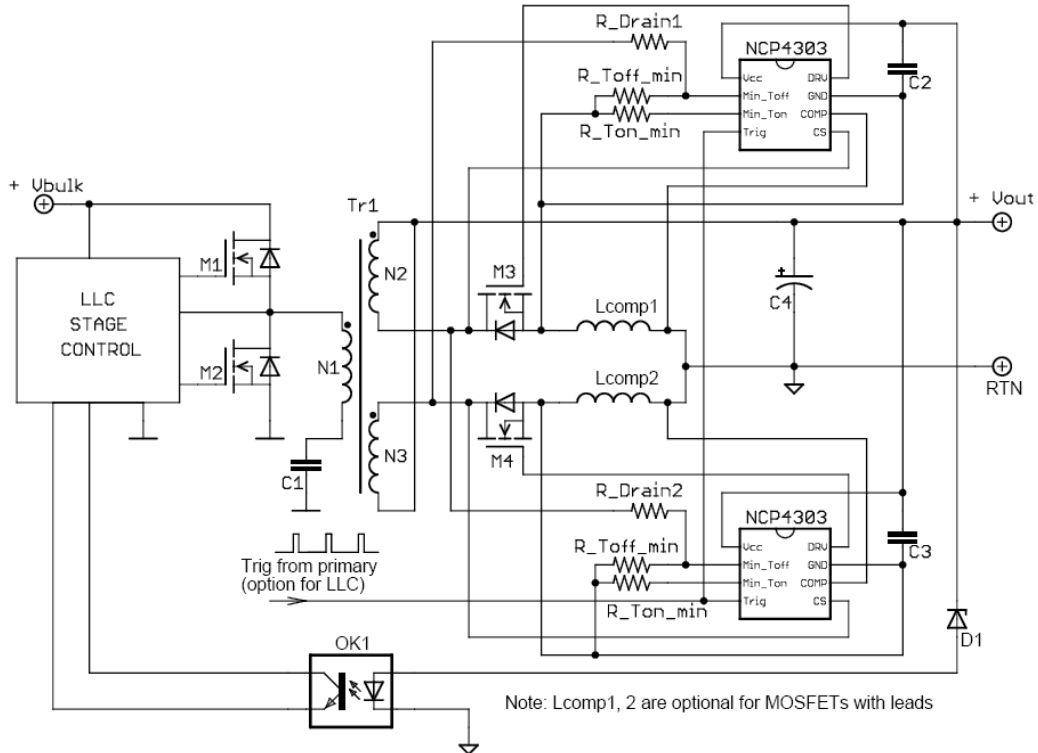 R_Drain1
NCP4303
R_Toff_min
Vcc
DRV
C2
Min_Toff
GND
Min_Ton
COMP
R_Ton_min
Trig
CS
+ Vbulk
+ Vout
Tr1
M1
M3
N2
LLC
STAGE
CONTROL
Lcomp1
C4
M2
N1
Lcomp2
RTN
N3
M4
C1
R_Drain2
NCP4303
R_Toff_min
Vcc
DRV
C3
Min_Toff
GND
Trig from primary
(option for LLC)
Min_Ton
COMP
R_Ton_min
Trig
CS
D1
OK1
Note: Lcomp1, 2 are optional for MOSFETs with leads